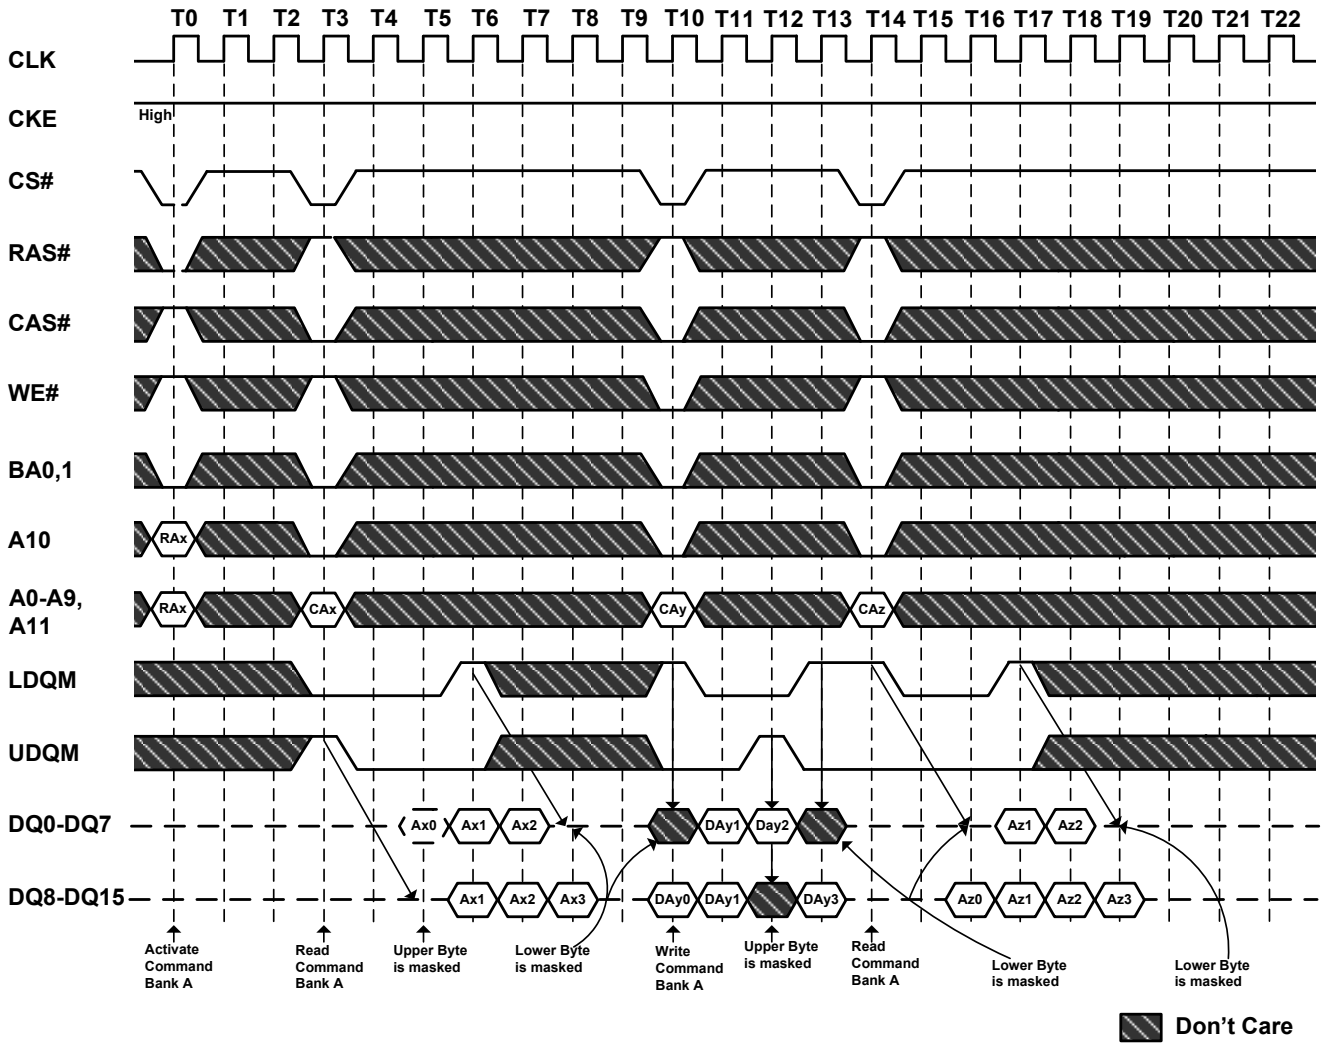 T0 T1 T2 T3 T4 T5 T6 T7 T8 T9 T10 T11 T12 T13 T14 T15 T16 T17 T18 T19 T20 T21 T22
CLK
CKE
High
CS#
RAS#
CAS#
WE#
BA0,1
A10
RAx
A0-A9,
A11
RAx CAx CAy CAz
LDQM
UDQM
DQ0-DQ7
Ax0 Ax1 Ax2 DAy1 Day2 Az1 Az2
DQ8-DQ15
Ax1 Ax2 Ax3 DAy0 DAy1 DAy3 Az0 Az1 Az2 Az3
Activate
Command
Bank A
Read
Command
Bank A
Upper Byte
is masked
Lower Byte
is masked
Write
Command
Bank A
Upper Byte
is masked
Read
Command
Bank A
Lower Byte
is masked
Lower Byte
is masked
Don't Care